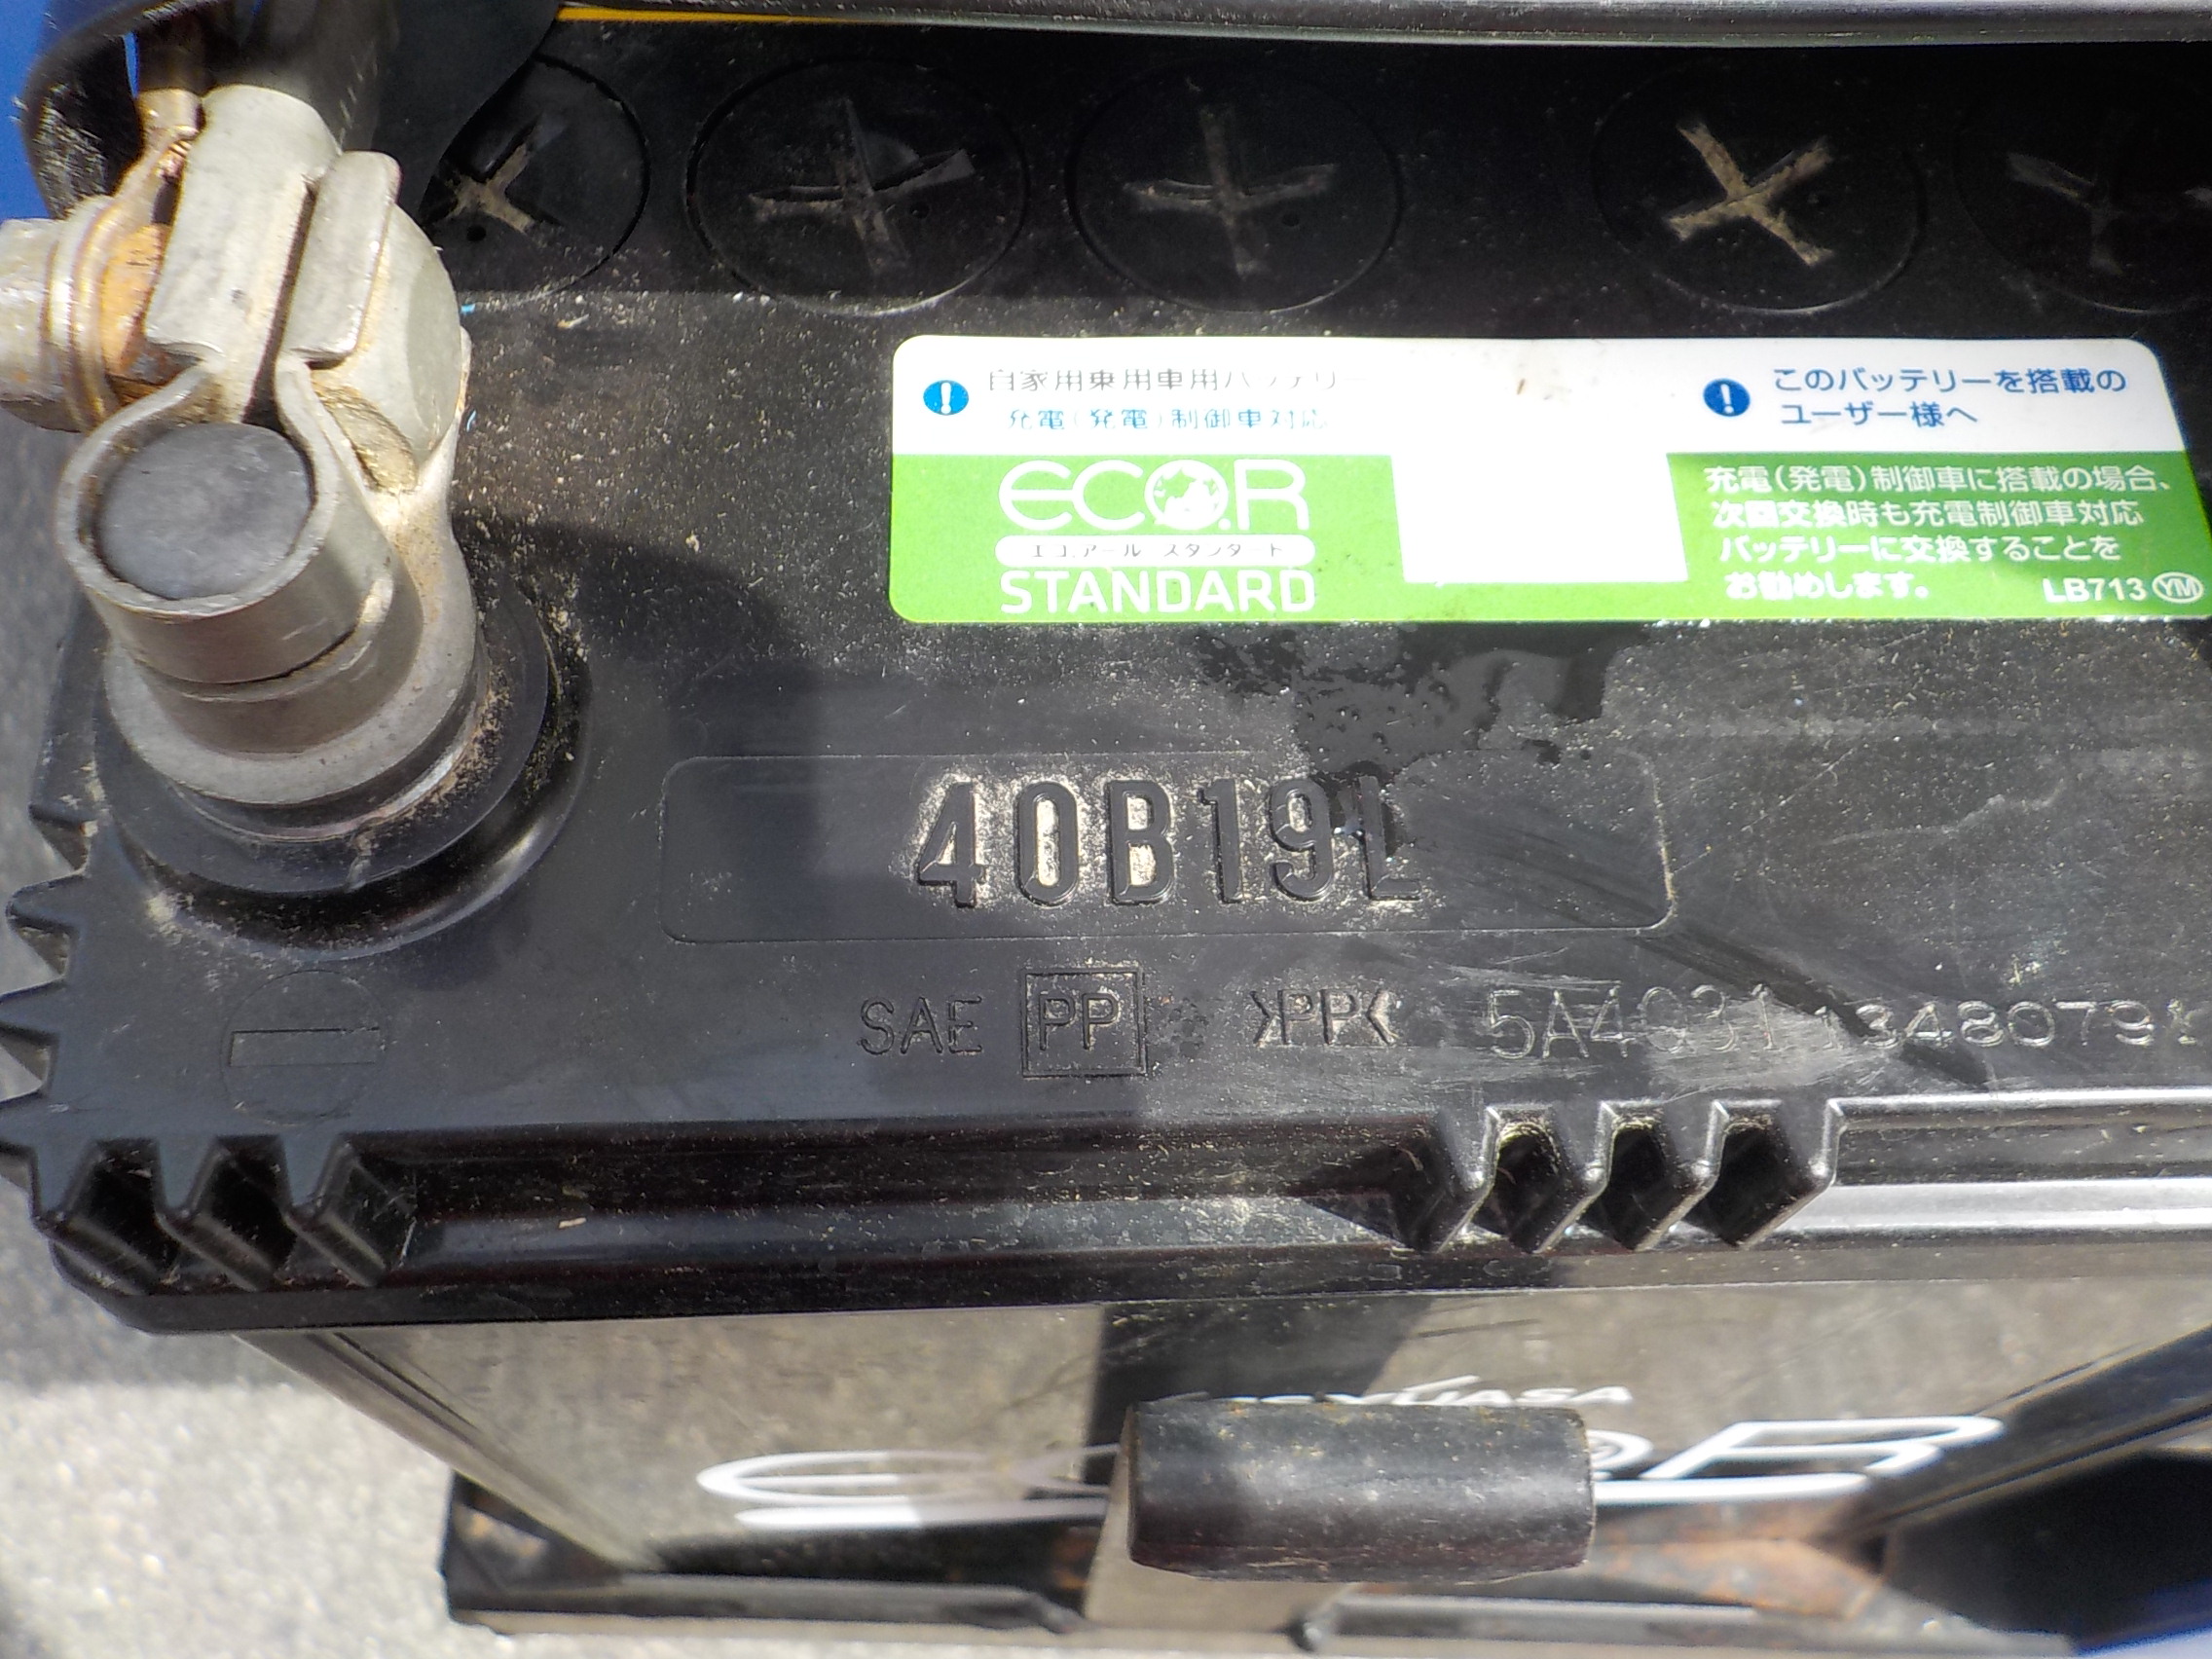 自家用乗用車用バッテリー
充電(発電)制御車対応
ECO.R
エコ.アール スタンダード
STANDARD
このバッテリーを搭載の
ユーザー様へ
充電(発電)制御車に搭載の場合、
次回交換時も充電制御車対応
バッテリーに交換することを
お勧めします。
LB713 YM
40B19L
SAE PP >PP<